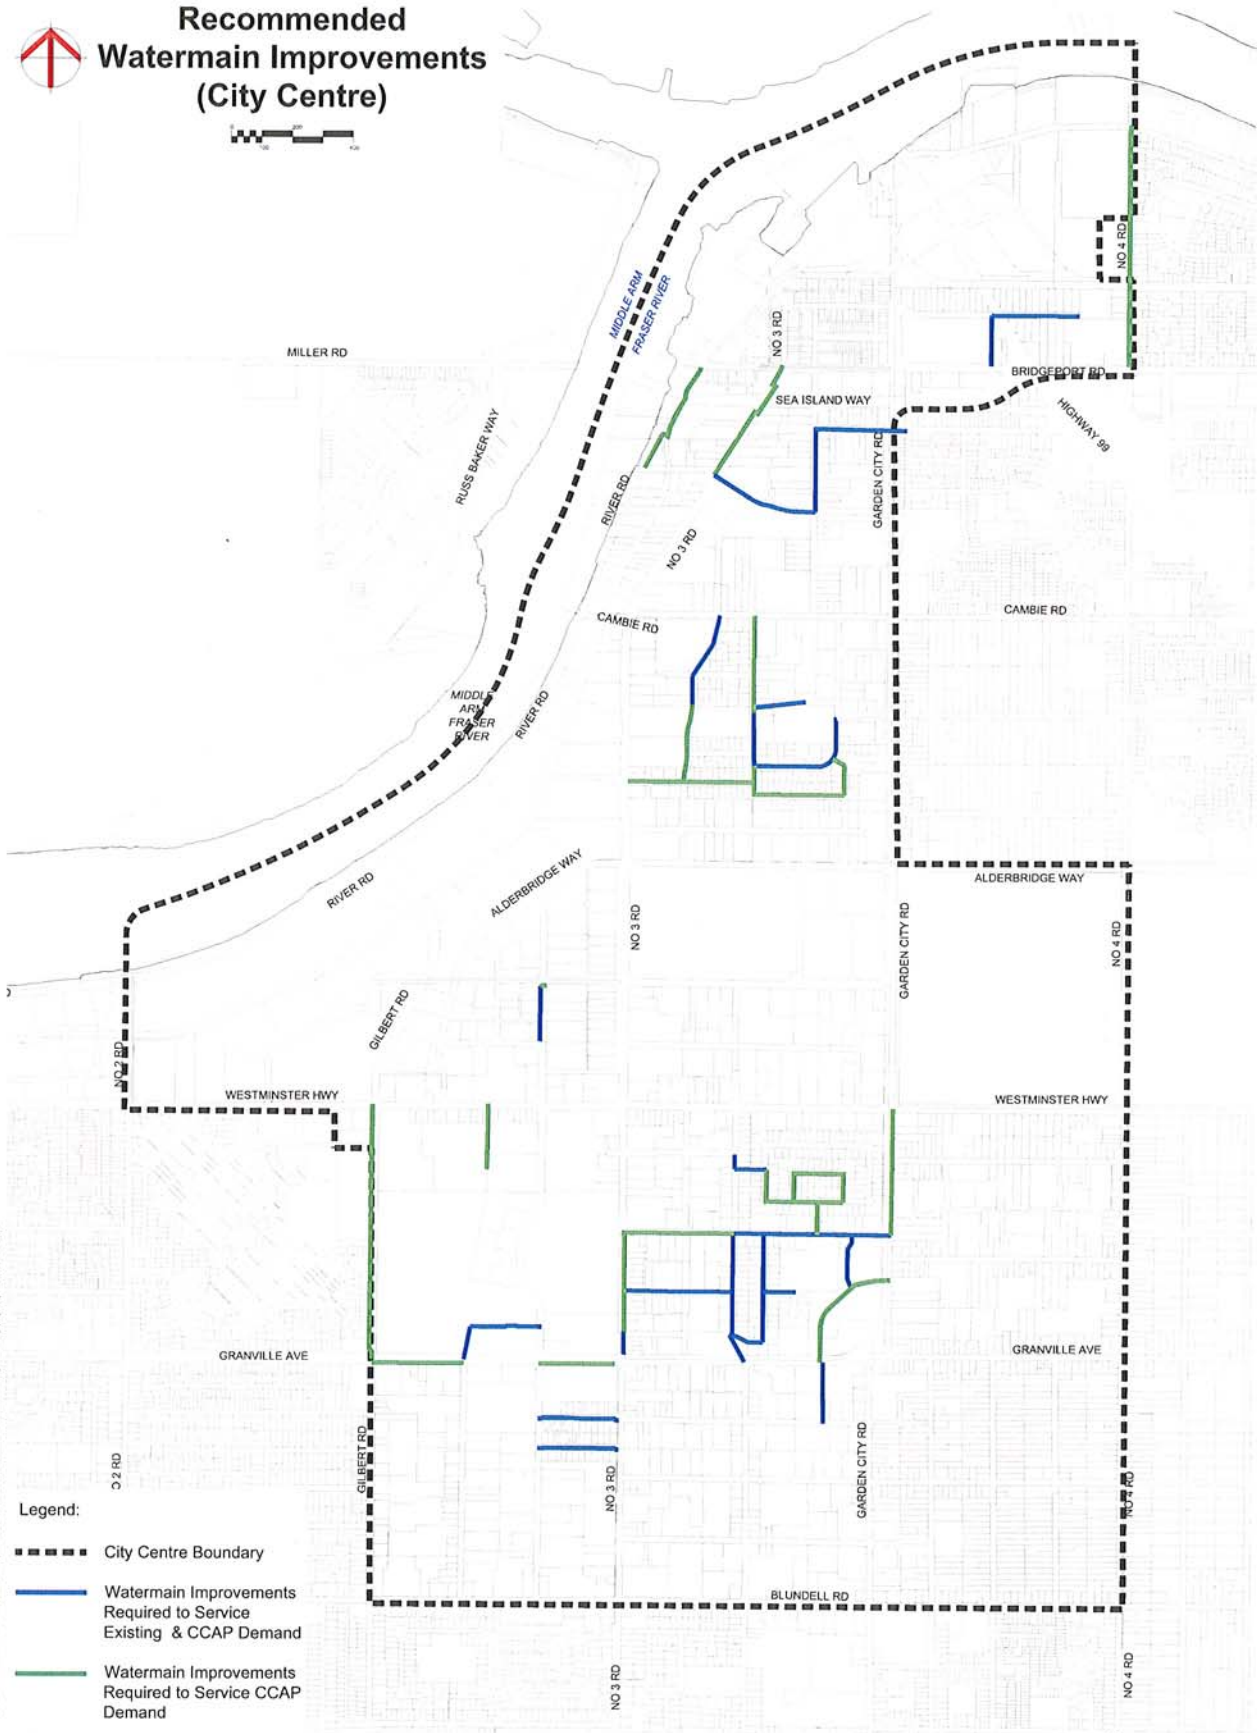 Recommended
Watermain Improvements
(City Centre)
0
200
100
NO 4 RD
MIDDLE ARM
FRASER RIVER
NO 3 RD
MILLER RD
BRIDGEPORT RD
SEA ISLAND WAY
HIGHWAY 99
RUSS BAKER WAY
GARDEN CITY RD
RIVER RD
NO 3 RD
CAMBIE RD
CAMBIE RD
MIDDLE
ARM
FRASER
RIVER
RIVER RD
ALDERBRIDGE WAY
RIVER RD
ALDERBRIDGE WAY
NO 3 RD
GARDEN CITY RD
NO 4 RD
GILBERT RD
NO 2 RD
WESTMINSTER HWY
WESTMINSTER HWY
GRANVILLE AVE
GRANVILLE AVE
O 2 RD
GILBERT RD
NO 3 RD
GARDEN CITY RD
NO 4 RD
Legend:
City Centre Boundary
Watermain Improvements
Required to Service
Existing & CCAP Demand
Watermain Improvements
Required to Service CCAP
Demand
BLUNDELL RD
NO 3 RD
NO 4 RD